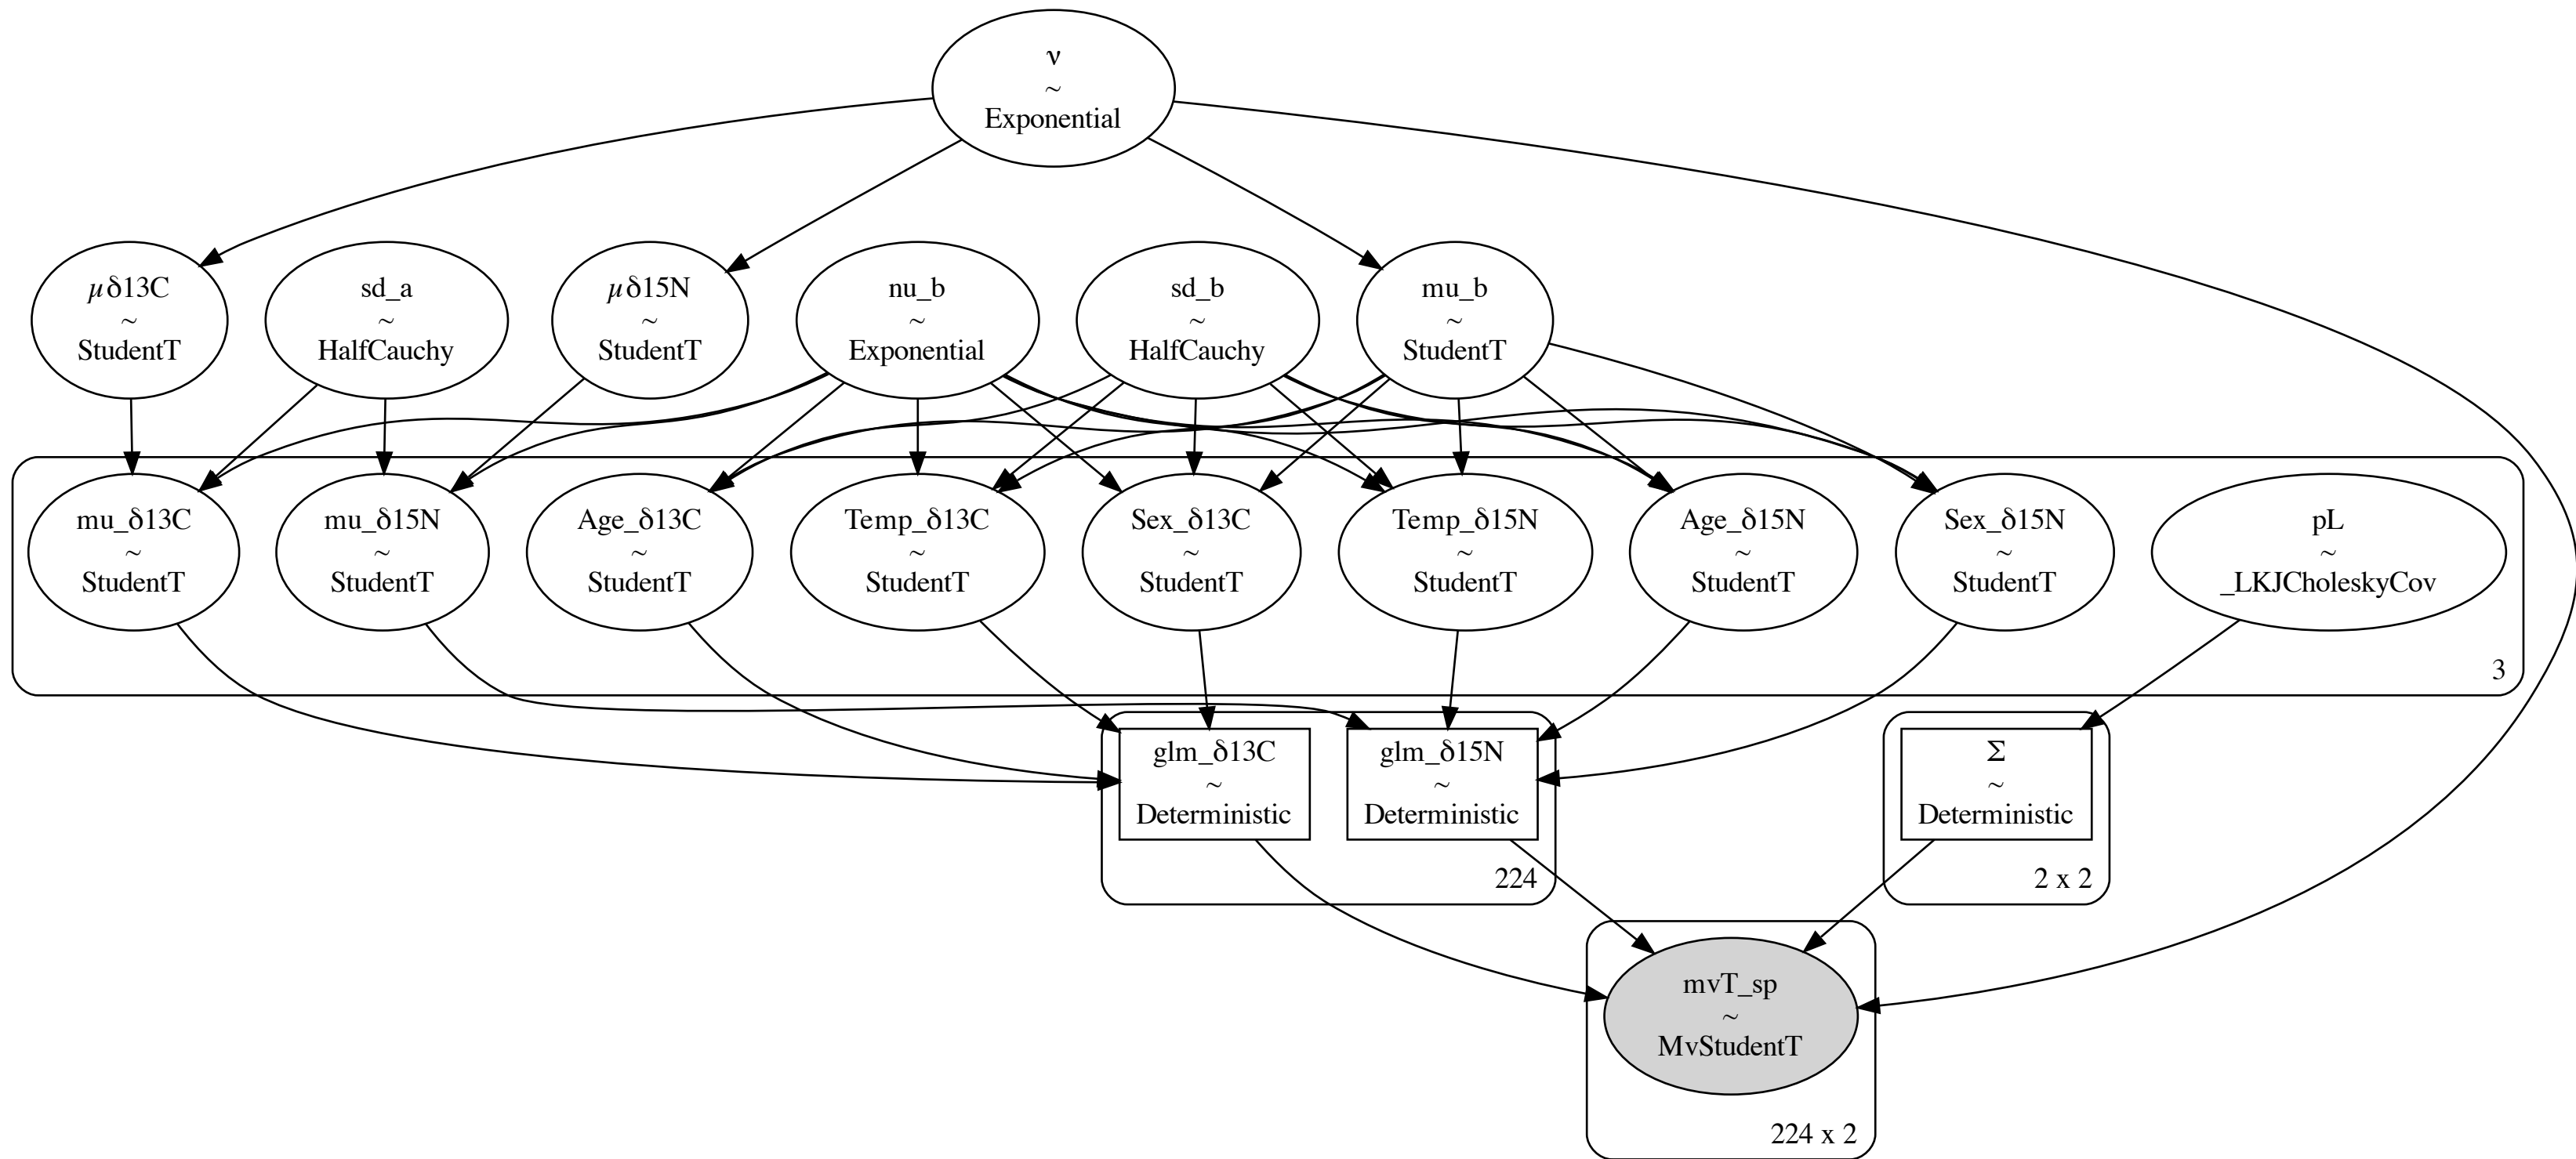 ν
~
Exponential
µδ13C
~
StudentT
sd_a
~
HalfCauchy
µδ15N
~
StudentT
nu_b
~
Exponential
sd_b
~
HalfCauchy
mu_b
~
StudentT
mu_δ13C
~
StudentT
mu_δ15N
~
StudentT
Age_δ13C
~
StudentT
Temp_δ13C
~
StudentT
Sex_δ13C
~
StudentT
Temp_δ15N
~
StudentT
Age_δ15N
~
StudentT
Sex_δ15N
~
StudentT
pL
~
_LKJCholeskyCov
3
glm_δ13C
~
Deterministic
glm_δ15N
~
Deterministic
224
Σ
~
Deterministic
2 x 2
mvT_sp
~
MvStudentT
224 x 2